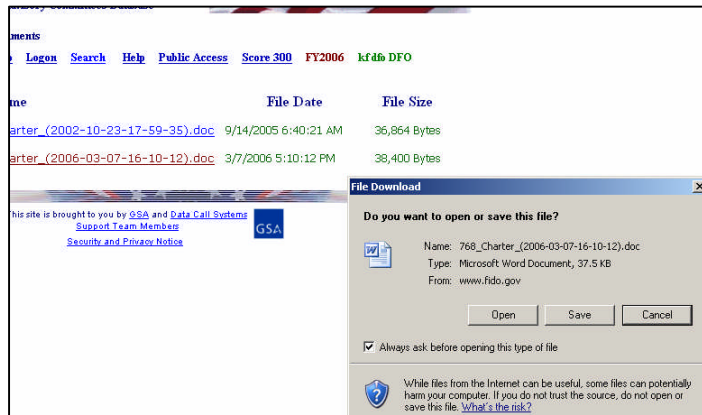 ments
Logon Search Help Public Access Score 300 FY2006 kfdfo DFO
me File Date File Size
arter_(2002-10-23-17-59-35).doc 9/14/2005 6:40:21 AM 36,864 Bytes
arter_(2006-03-07-16-10-12).doc 3/7/2006 5:10:12 PM 38,400 Bytes
This site is brought to you by GSA and Data Call Systems
Support Team Members
Security and Privacy Notice
GSA
File Download
Do you want to open or save this file?
Name: 768_Charter_(2006-03-07-16-10-12).doc
Type: Microsoft Word Document, 37.5 KB
From: www.fido.gov
Open Save Cancel
Always ask before opening this type of file
While files from the Internet can be useful, some files can potentially
harm your computer. If you do not trust the source, do not open or
save this file. What's the risk?